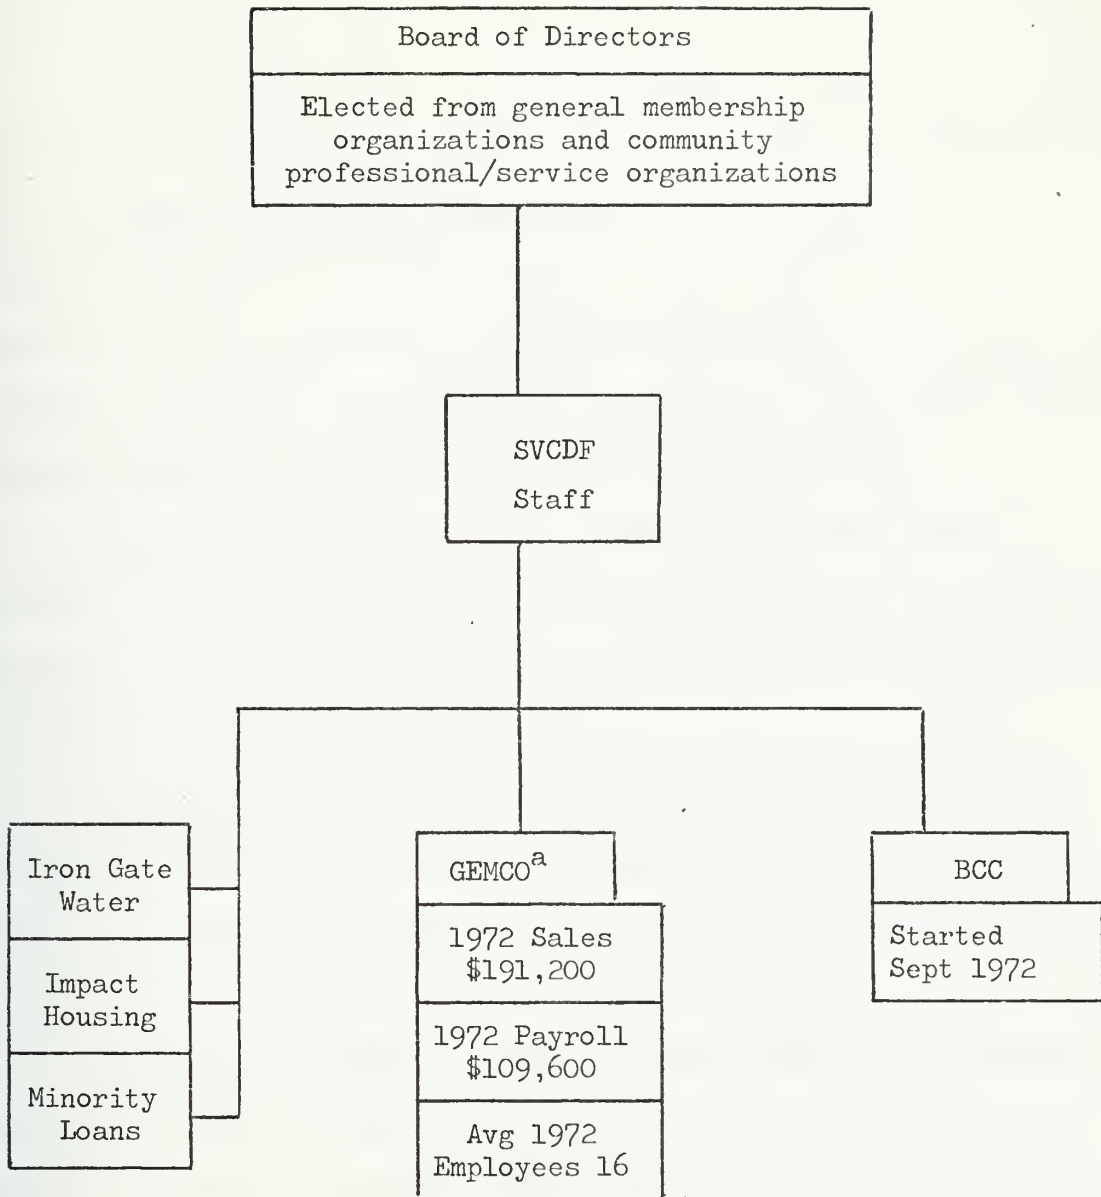 Board of Directors
Elected from general membership
organizations and community
professional/service organizations
SVCDF
Staff
Iron Gate
Water
Impact
Housing
Minority
Loans
GEMCOa
1972 Sales
$191,200
1972 Payroll
$109,600
Avg 1972
Employees 16
BCC
Started
Sept 1972